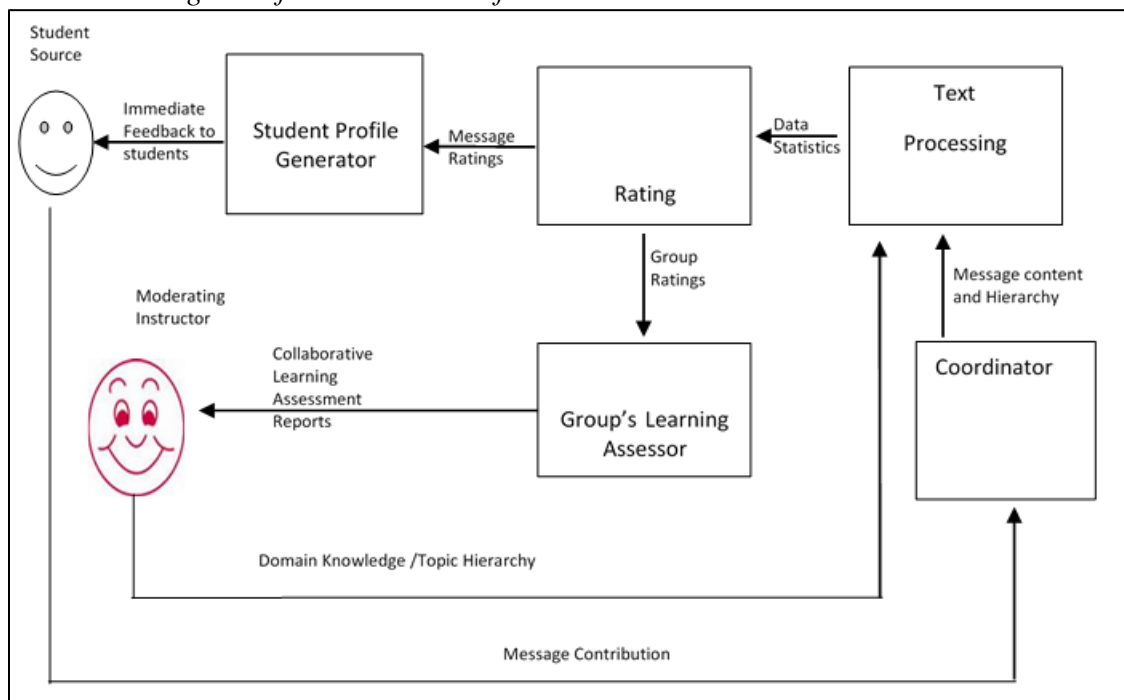 Student
Source
Immediate
Feedback to
students
Student Profile
Generator
Message
Ratings
Rating
Data
Statistics
Text
Processing
Group
Ratings
Message content
and Hierarchy
Moderating
Instructor
Collaborative
Learning
Assessment
Reports
Group's Learning
Assessor
Coordinator
Domain Knowledge /Topic Hierarchy
Message Contribution